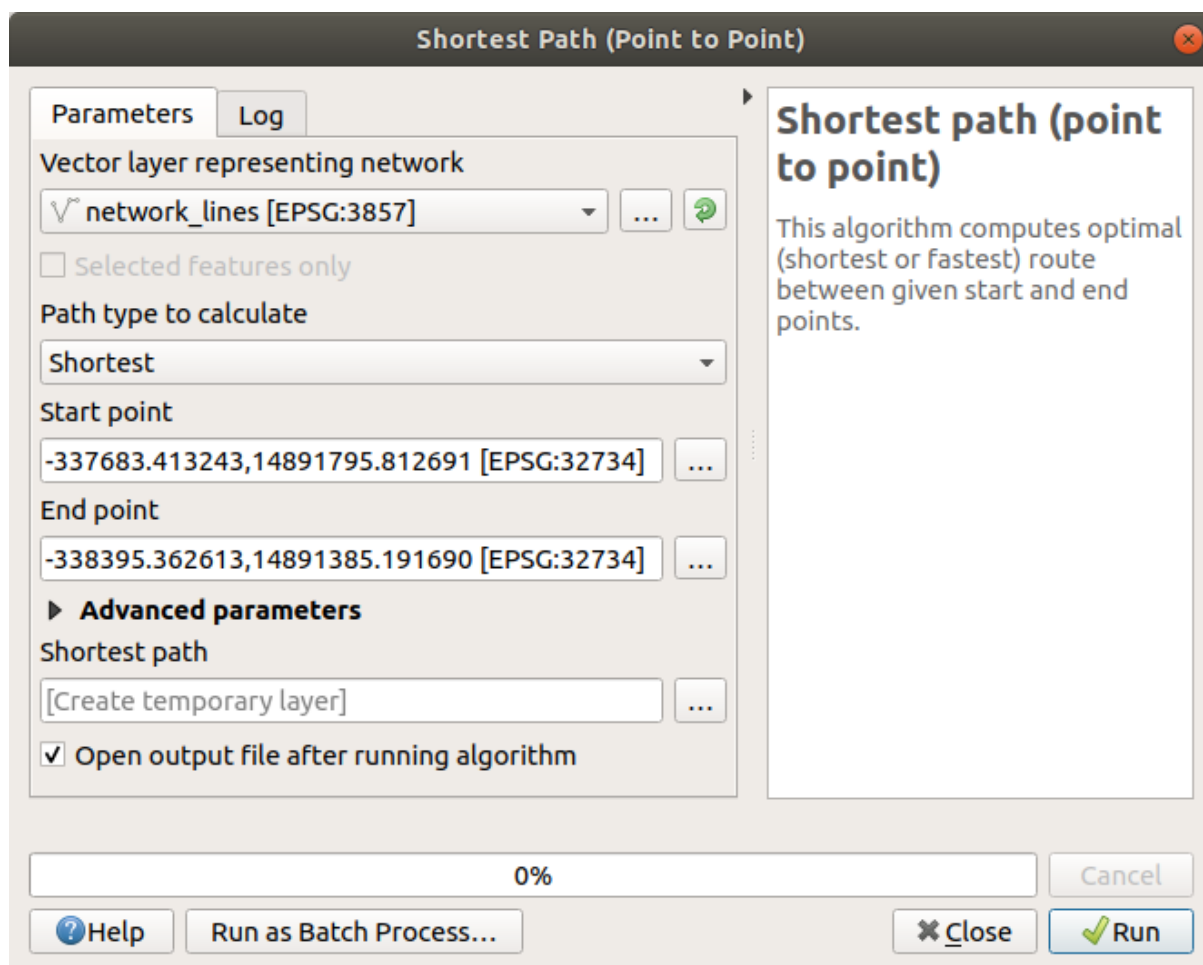 Shortest Path (Point to Point)
Parameters
Log
Vector layer representing network
network_lines [EPSG:3857]
...
Selected features only
Path type to calculate
Shortest
Start point
-337683.413243,14891795.812691 [EPSG:32734]
...
End point
-338395.362613,14891385.191690 [EPSG:32734]
...
Advanced parameters
Shortest path
[Create temporary layer]
...
Open output file after running algorithm
Shortest path (point
to point)
This algorithm computes optimal
(shortest or fastest) route
between given start and end
points.
0%
Cancel
Help
Run as Batch Process...
Close
Run